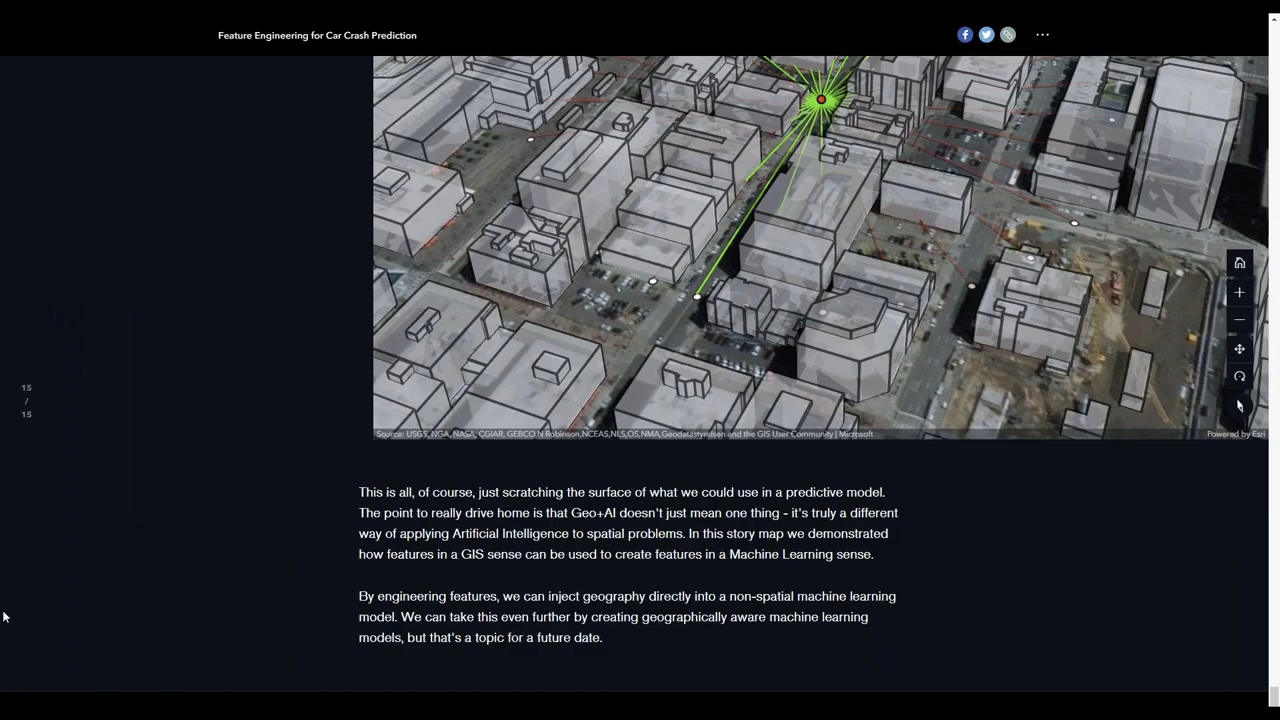 Feature Engineering for Car Crash Prediction
15
/
15
Source: USGS, NGA, NASA, CGIAR, GEBCO,N Robinson,NCEAS,NLS,OS,NMA,Geodatastyrelsen and the GIS User Community | Microsoft
Powered by Esri
This is all, of course, just scratching the surface of what we could use in a predictive model.
The point to really drive home is that Geo+AI doesn't just mean one thing - it's truly a different
way of applying Artificial Intelligence to spatial problems. In this story map we demonstrated
how features in a GIS sense can be used to create features in a Machine Learning sense.
By engineering features, we can inject geography directly into a non-spatial machine learning
model. We can take this even further by creating geographically aware machine learning
models, but that's a topic for a future date.